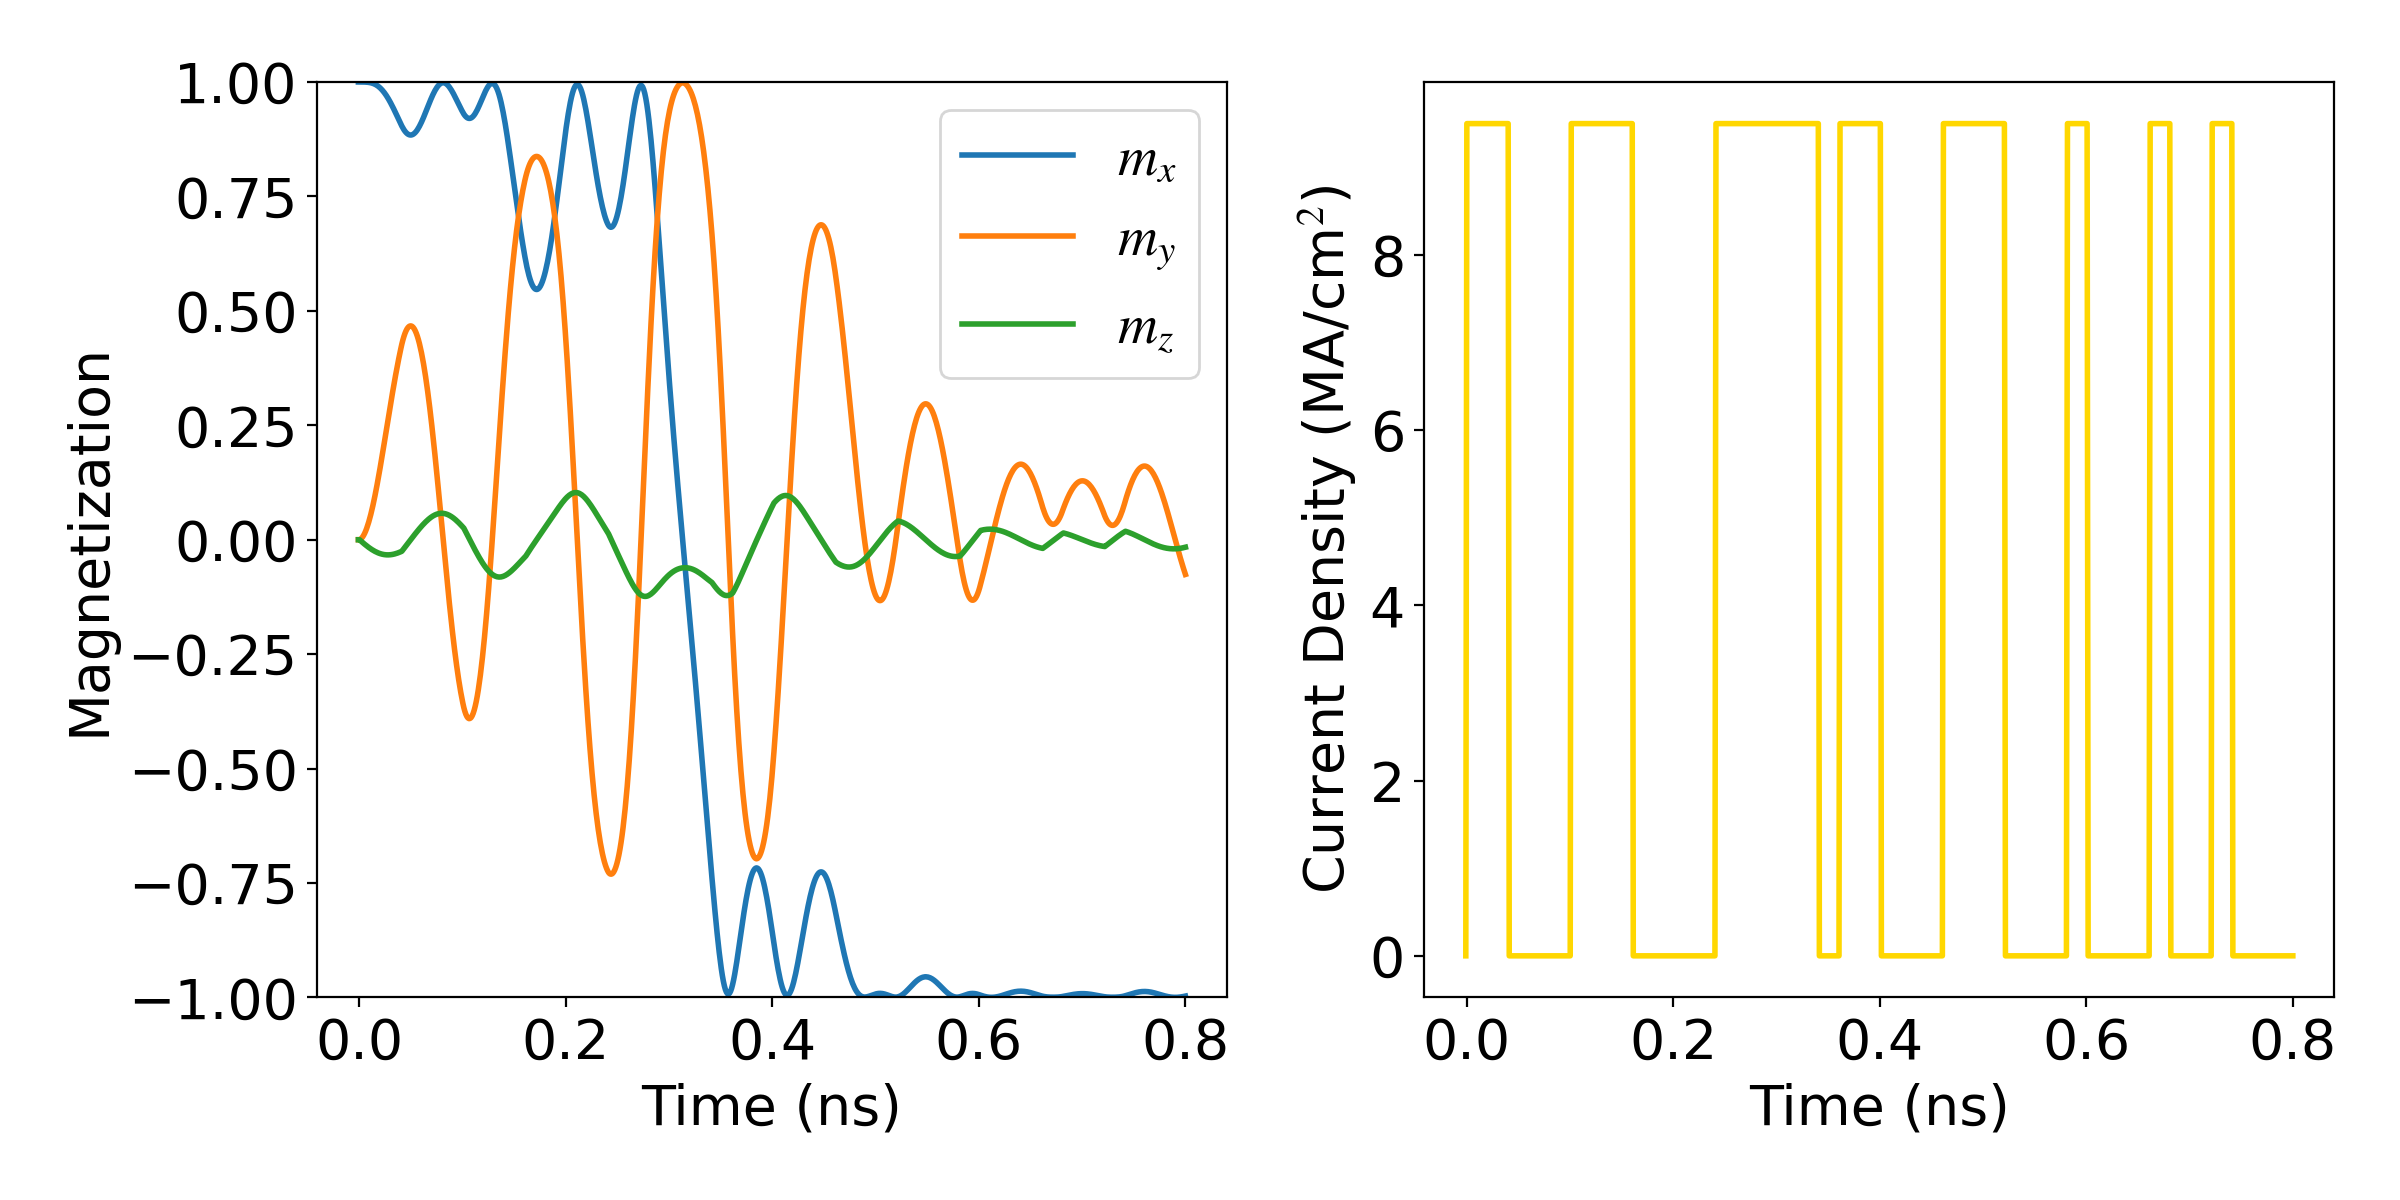 1.00
0.75
0.50
0.25
0.00
−0.25
−0.50
−0.75
−1.00
Magnetization
0.0 0.2 0.4 0.6 0.8
Time (ns)
m_x
m_y
m_z
8
6
4
2
0
Current Density (MA/cm²)
0.0 0.2 0.4 0.6 0.8
Time (ns)